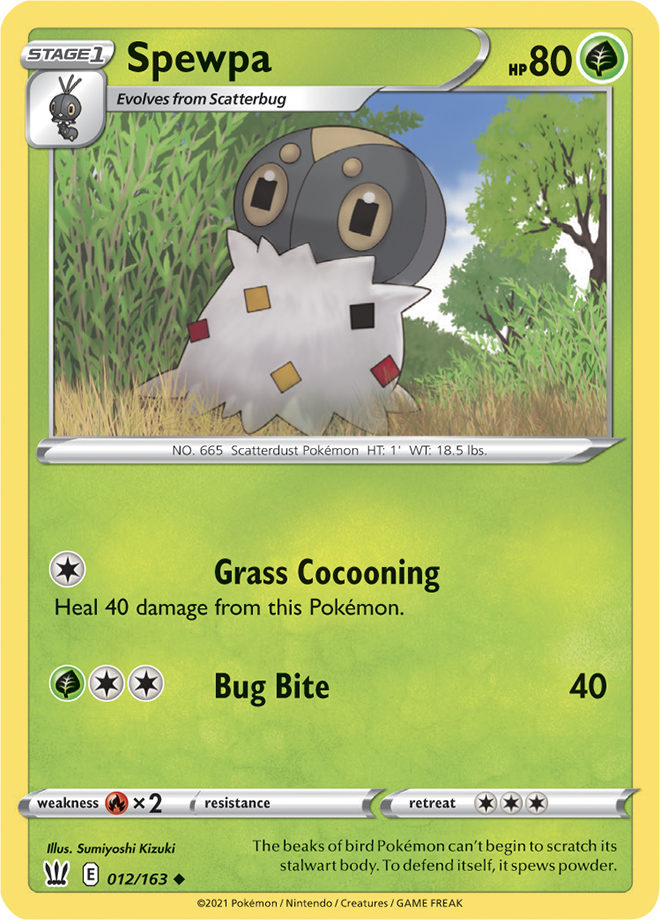 STAGE1
Spewpa
HP80
Evolves from Scatterbug
NO. 665 Scatterdust Pokémon HT: 1' WT: 18.5 lbs.
Grass Cocooning
Heal 40 damage from this Pokémon.
Bug Bite 40
weakness ×2 resistance retreat
Illus. Sumiyoshi Kizuki
The beaks of bird Pokémon can't begin to scratch its
stalwart body. To defend itself, it spews powder.
E 012/163
©2021 Pokémon / Nintendo / Creatures / GAME FREAK